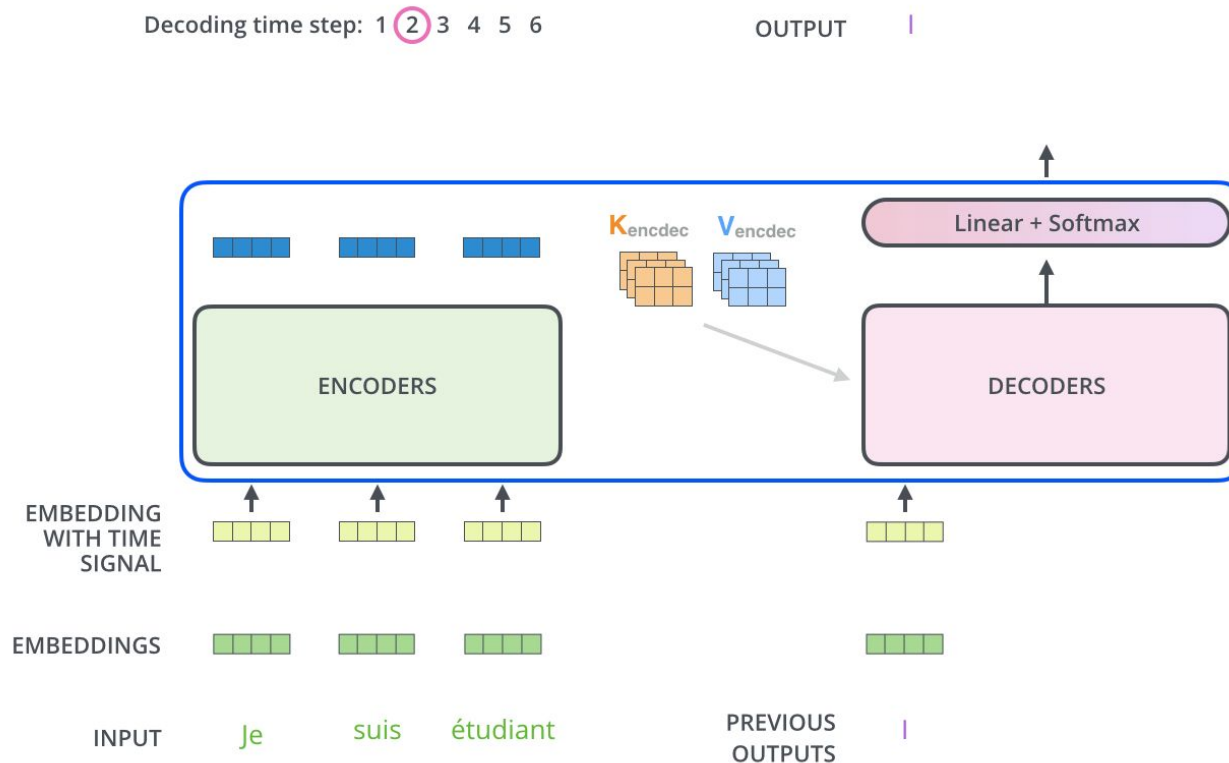 Decoding time step: 1 2 3 4 5 6
OUTPUT I
Kencdec Vencdec
Linear + Softmax
ENCODERS
DECODERS
EMBEDDING
WITH TIME
SIGNAL
EMBEDDINGS
INPUT Je suis étudiant
PREVIOUS
OUTPUTS I